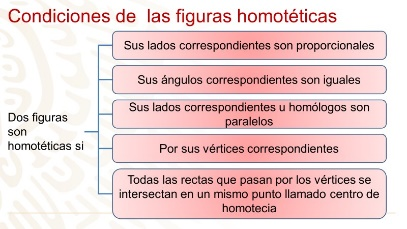 Condiciones de las figuras homotéticas
Dos figuras
son
homotéticas si
Sus lados correspondientes son proporcionales
Sus ángulos correspondientes son iguales
Sus lados correspondientes u homólogos son
paralelos
Por sus vértices correspondientes
Todas las rectas que pasan por los vértices se
intersectan en un mismo punto llamado centro de
homotecia